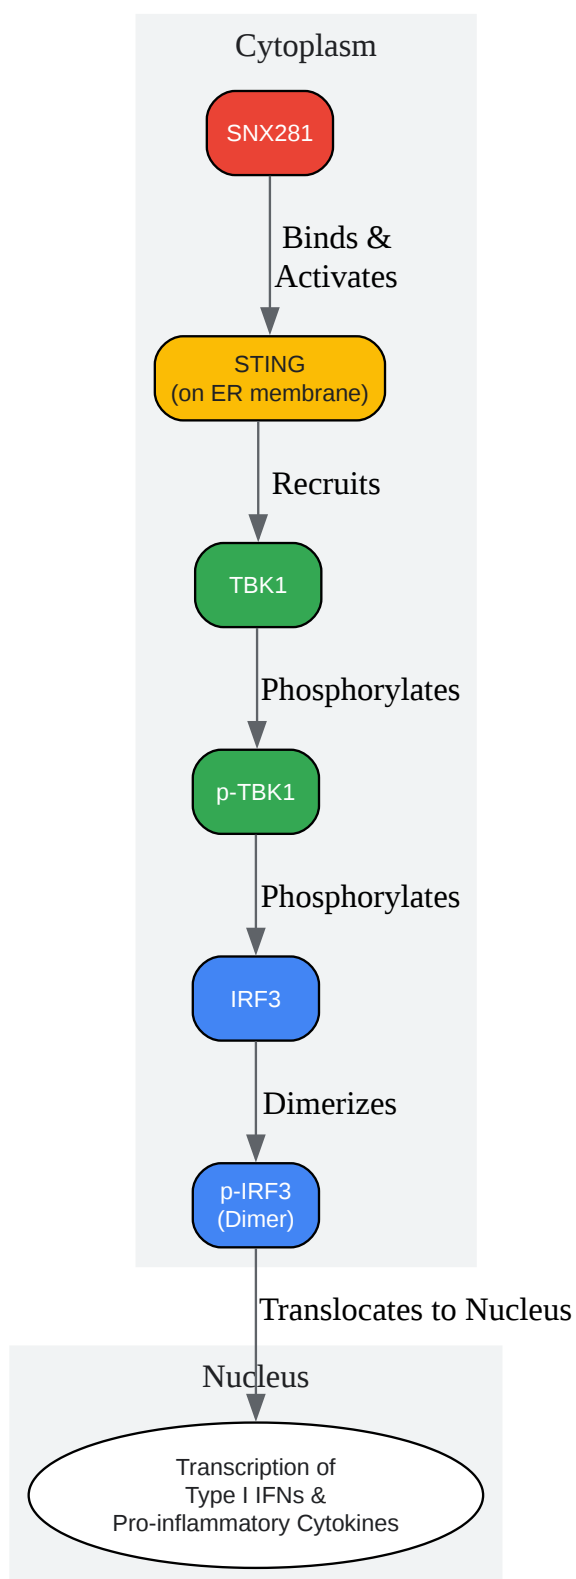 Cytoplasm
SNX281
Binds &
Activates
STING
(on ER membrane)
Recruits
TBK1
Phosphorylates
p-TBK1
Phosphorylates
IRF3
Dimerizes
p-IRF3
(Dimer)
Translocates to Nucleus
Nucleus
Transcription of
Type I IFNs &
Pro-inflammatory Cytokines